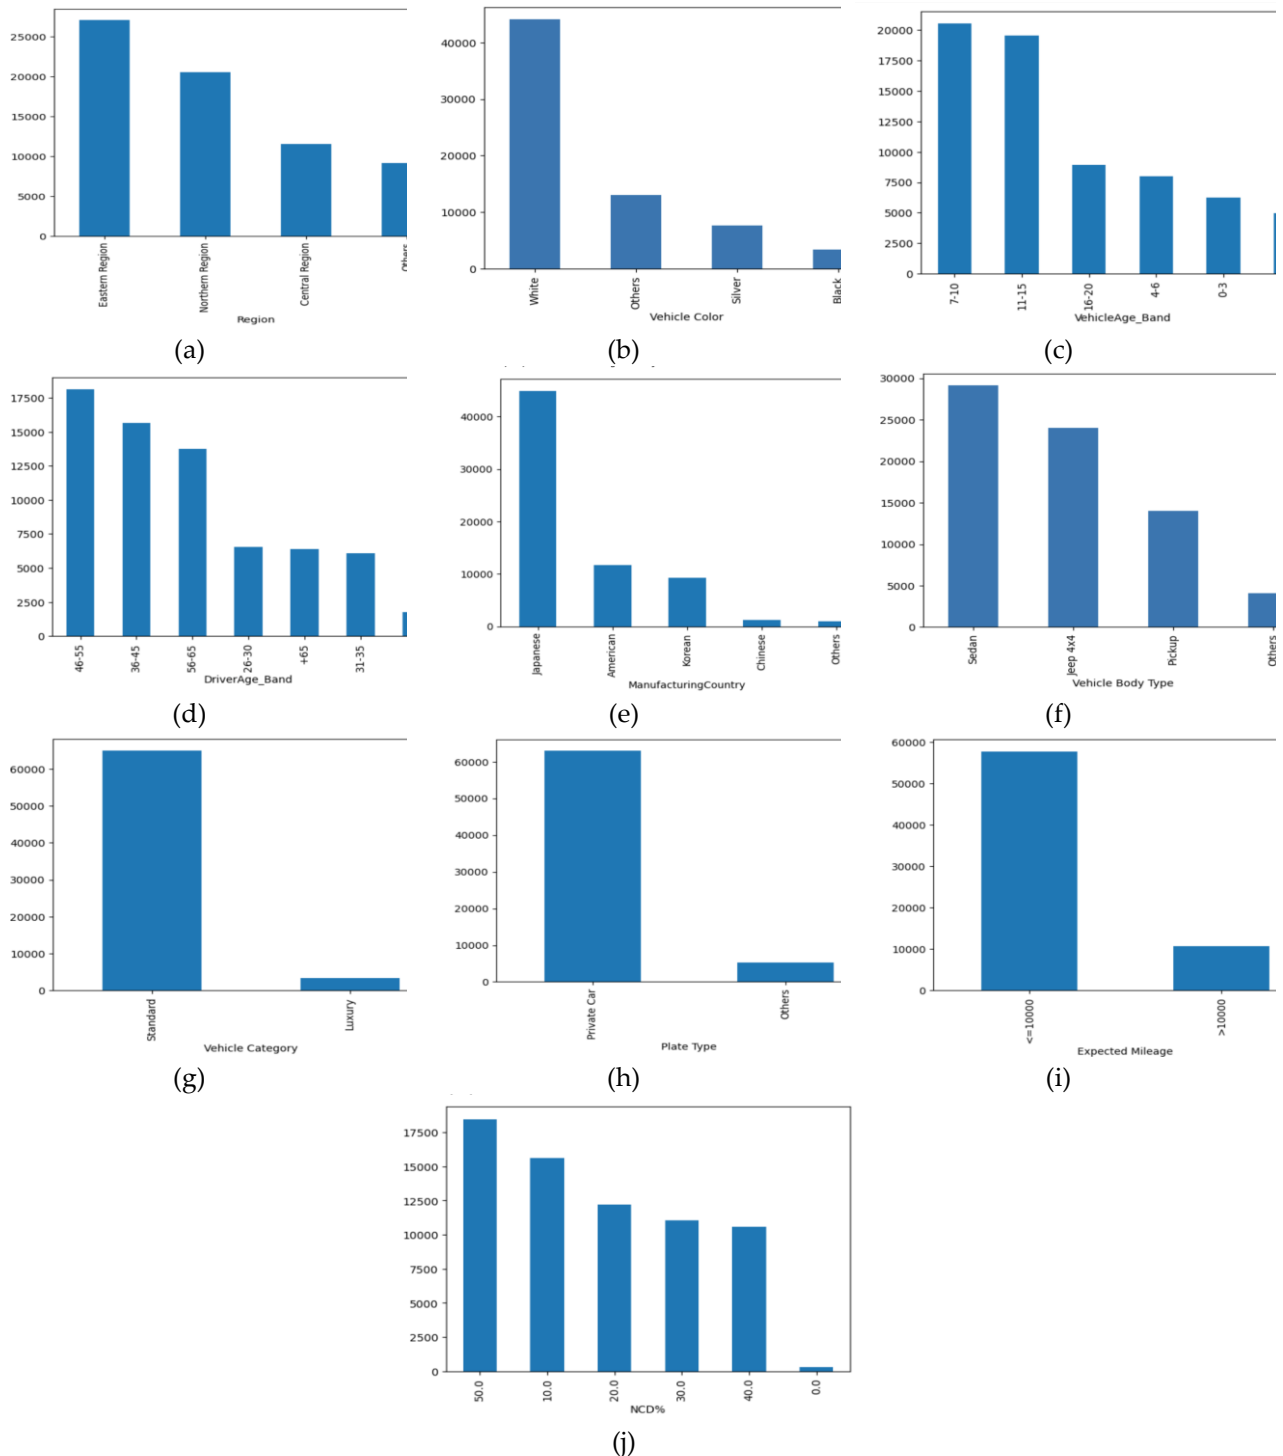 25000
20000
15000
10000
5000
0
Eastern Region
Northern Region
Central Region
Others
Region
(a)
40000
30000
20000
10000
0
White
Others
Silver
Black
Vehicle Color
(b)
20000
17500
15000
12500
10000
7500
5000
2500
0
7-10
11-15
16-20
4-6
0-3
VehicleAge_Band
(c)
17500
15000
12500
10000
7500
5000
2500
0
46-55
36-45
56-65
26-30
+65
31-35
DriverAge_Band
(d)
40000
30000
20000
10000
0
Japanese
American
Korean
Chinese
Others
ManufacturingCountry
(e)
30000
25000
20000
15000
10000
5000
0
Sedan
Jeep 4x4
Pickup
Others
Vehicle Body Type
(f)
60000
50000
40000
30000
20000
10000
0
Standard
Luxury
Vehicle Category
(g)
60000
50000
40000
30000
20000
10000
0
Private Car
Others
Plate Type
(h)
60000
50000
40000
30000
20000
10000
0
<=10000
>10000
Expected Mileage
(i)
17500
15000
12500
10000
7500
5000
2500
0
50.0
10.0
20.0
30.0
40.0
0.0
NCD%
(j)